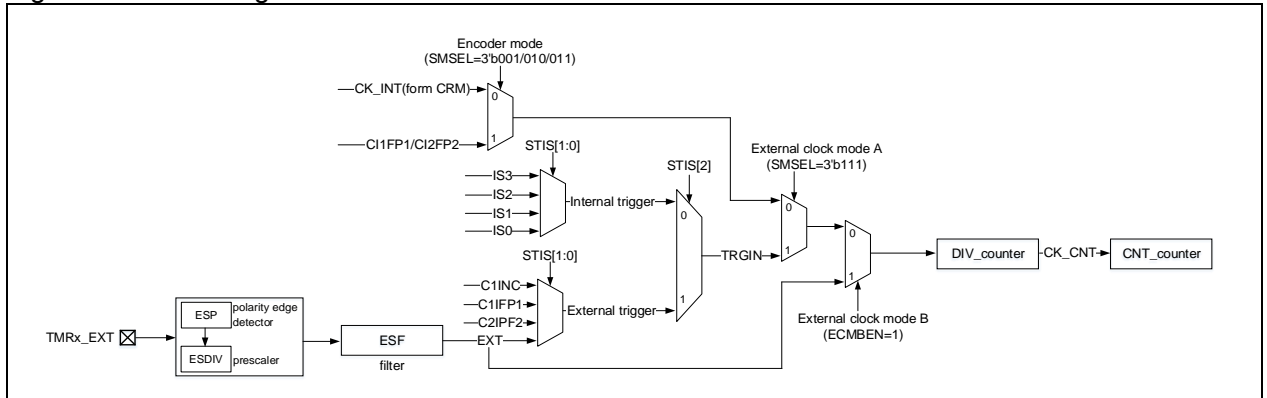 Encoder mode
(SMSEL=3'b001/010/011)
CK_INT(form CRM)
0
1
CI1FP1/CI2FP2
STIS[1:0]
IS3
IS2
IS1
IS0
Internal trigger
STIS[2]
0
1
External clock mode A
(SMSEL=3'b111)
0
1
TRGIN
0
1
DIV_counter
CK_CNT
CNT_counter
STIS[1:0]
C1INC
C1IFP1
C2IPF2
EXT
External trigger
External clock mode B
(ECMBEN=1)
TMRx_EXT
ESP
polarity edge
detector
ESDIV
prescaler
ESF
filter